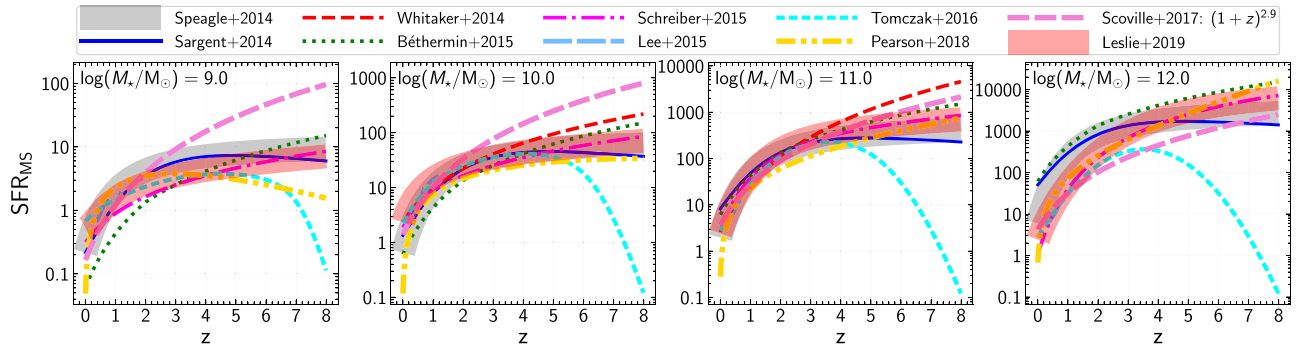 Speagle+2014 Whitaker+2014 Schreiber+2015 Tomczak+2016 Scoville+2017: (1 + z)^2.9
Sargent+2014 Béthermin+2015 Lee+2015 Pearson+2018 Leslie+2019
log(M⋆/M⊙) = 9.0
log(M⋆/M⊙) = 10.0
log(M⋆/M⊙) = 11.0
log(M⋆/M⊙) = 12.0
SFR_MS
100
10
1
0.1
0 1 2 3 4 5 6 7 8
z
1000
100
10
1
0.1
0 1 2 3 4 5 6 7 8
z
10000
1000
100
10
1
0.1
0 1 2 3 4 5 6 7 8
z
10000
1000
100
10
1
0.1
0 1 2 3 4 5 6 7 8
z